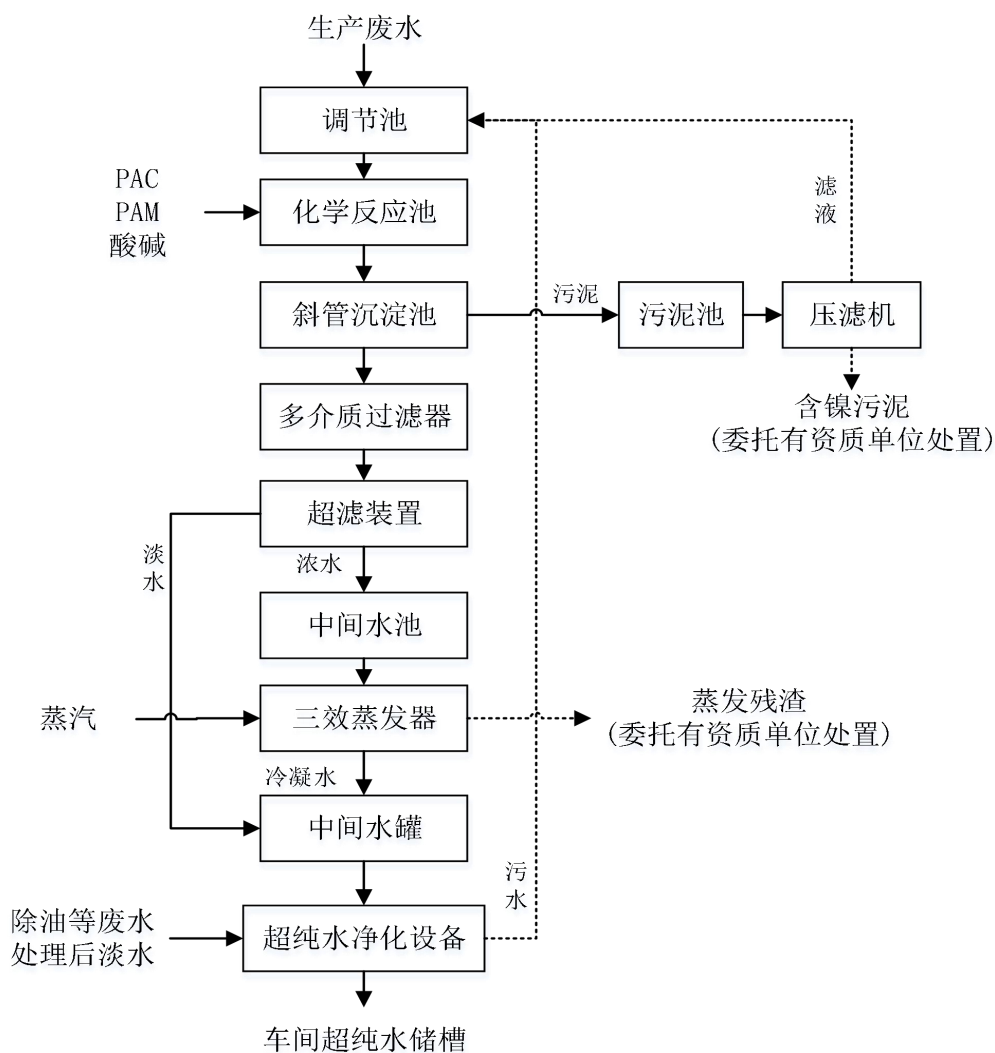 生产废水
调节池
PAC
PAM
酸碱
化学反应池
滤
液
斜管沉淀池
污泥
污泥池
压滤机
多介质过滤器
含镍污泥
(委托有资质单位处置)
超滤装置
淡
水
浓水
中间水池
蒸汽
三效蒸发器
蒸发残渣
(委托有资质单位处置)
冷凝水
中间水罐
污
水
除油等废水
处理后淡水
超纯水净化设备
车间超纯水储槽